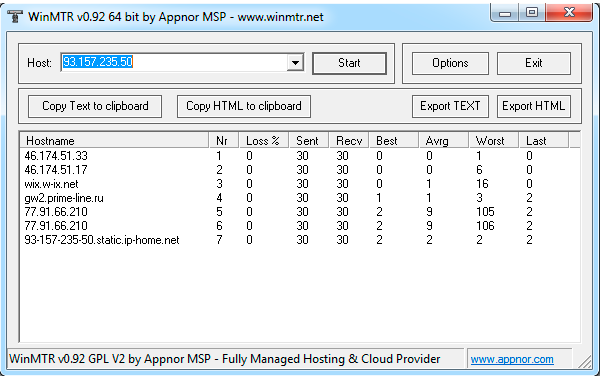 WinMTR v0.92 64 bit by Appnor MSP - www.winmtr.net
Host: 93.157.235.50 Start Options Exit
Copy Text to clipboard Copy HTML to clipboard Export TEXT Export HTML
Hostname Nr Loss % Sent Recv Best Avrg Worst Last
46.174.51.33 1 0 30 30 0 0 1 0
46.174.51.17 2 0 30 30 0 0 6 0
wix.w-ix.net 3 0 30 30 0 1 16 0
gw2.prime-line.ru 4 0 30 30 1 1 3 2
77.91.66.210 5 0 30 30 2 9 105 2
77.91.66.210 6 0 30 30 2 9 106 2
93-157-235-50.static.ip-home.net 7 0 30 30 2 2 2 2
WinMTR v0.92 GPL V2 by Appnor MSP - Fully Managed Hosting & Cloud Provider www.appnor.com